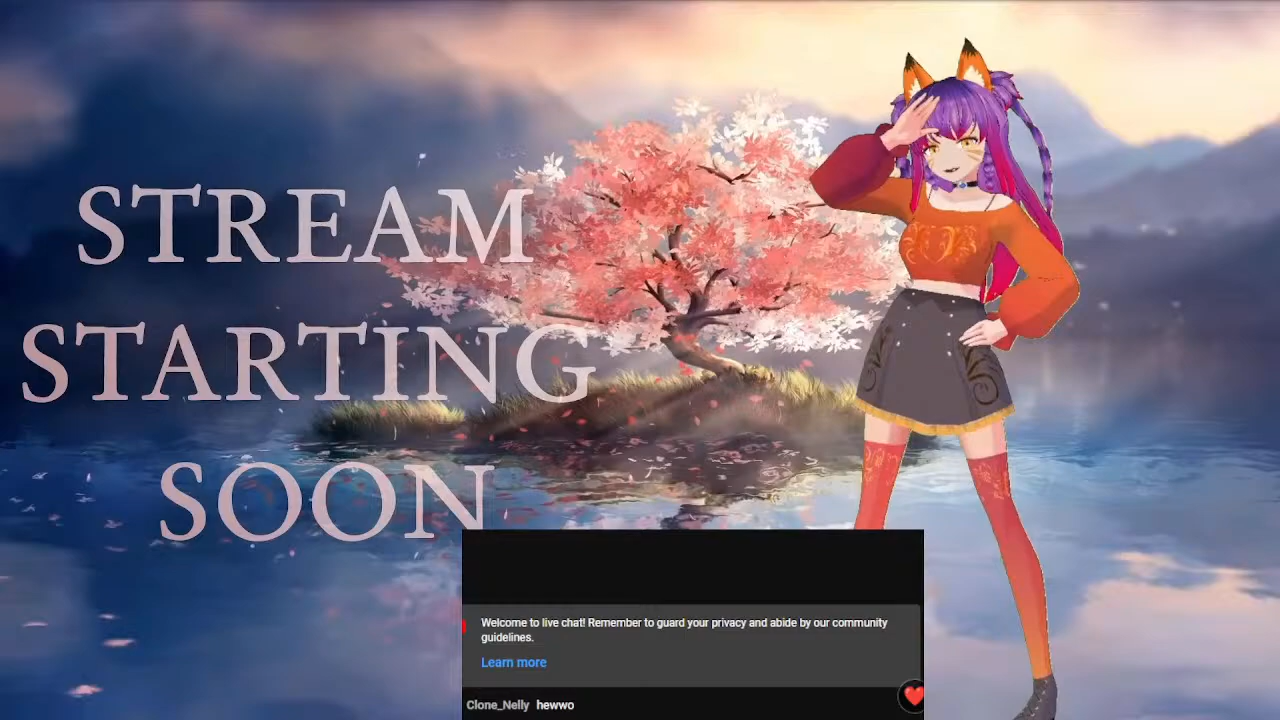 STREAM
STARTING
SOON
Welcome to live chat! Remember to guard your privacy and abide by our community
guidelines.
Learn more
Clone_Nelly hewwo